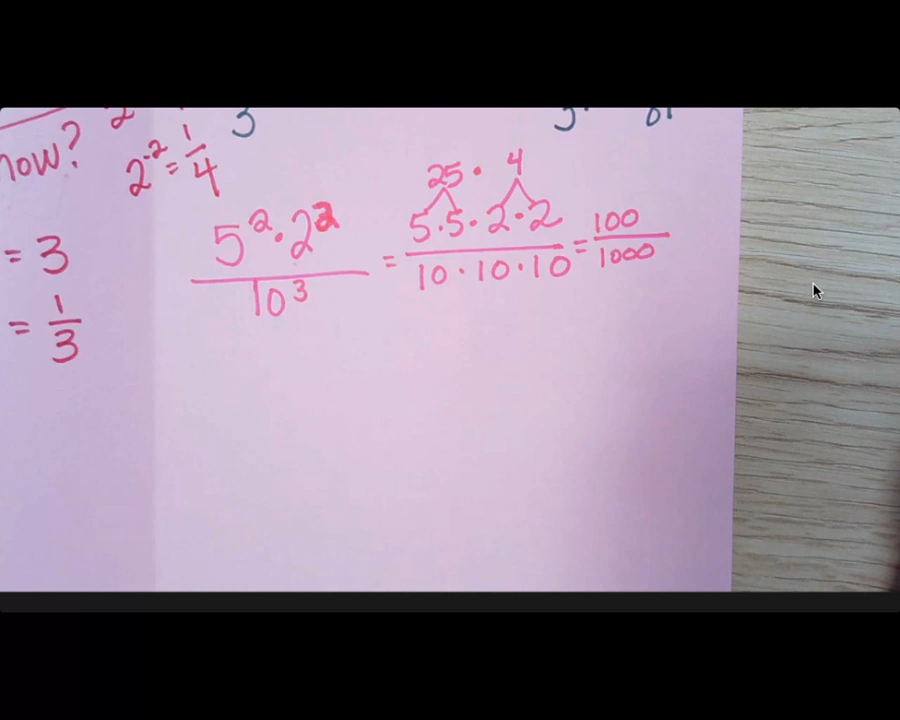 now?
2⁻² = 1/4
= 3
= 1/3
25 · 4
5² · 2² / 10³ = 5·5·2·2 / 10·10·10 = 100/1000